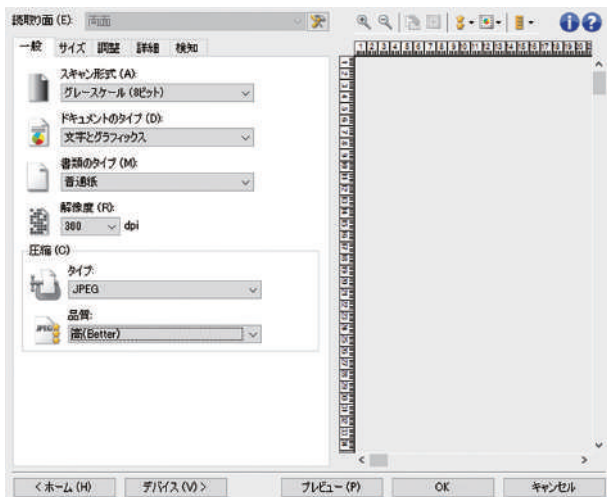 読取り面 (E): 両面
一般 サイズ 調整 詳細 検知
スキャン形式 (A):
グレースケール (8ビット)
ドキュメントのタイプ (D):
文字とグラフィックス
書類のタイプ (M):
普通紙
解像度 (R):
300 dpi
圧縮 (C)
タイプ:
JPEG
品質:
JPEG 高(Better)
< ホーム (H) デバイス (V) > プレビュー (P) OK キャンセル